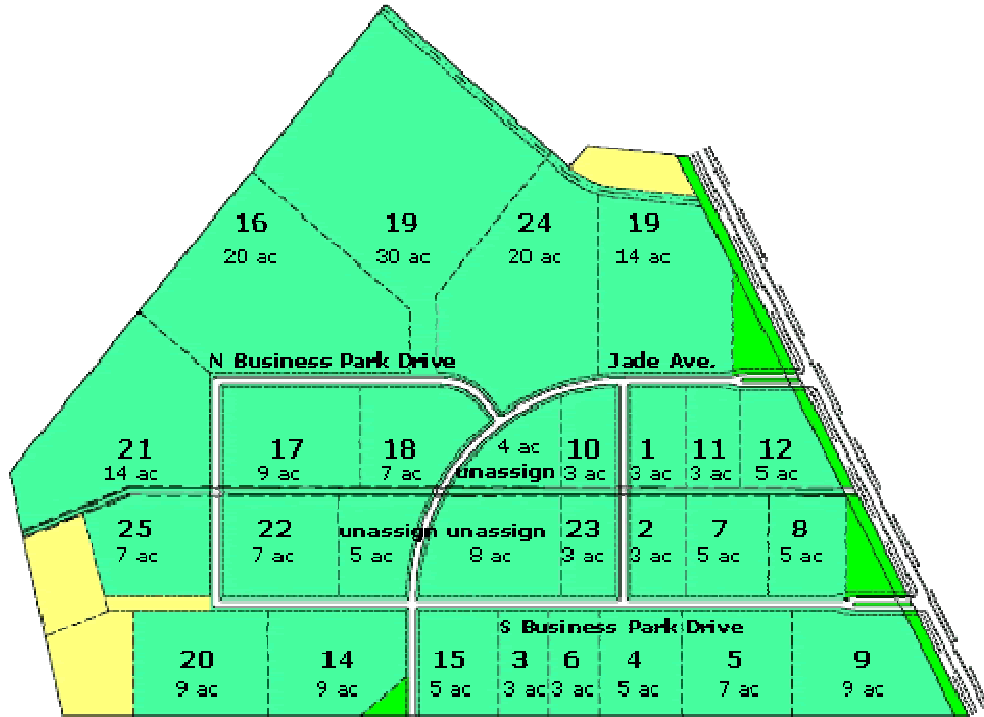 16 19 24 19
20 ac 30 ac 20 ac 14 ac
N Business Park Drive Jade Ave.
4 ac
21 17 18 10 1 11 12
14 ac 9 ac 7 ac unassign 3 ac 3 ac 3 ac 5 ac
25 22 unassign unassign 23 2 7 8
7 ac 7 ac 5 ac 8 ac 3 ac 3 ac 5 ac 5 ac
S Business Park Drive
20 14 15 3 6 4 5 9
9 ac 9 ac 5 ac 3 ac 3 ac 5 ac 7 ac 9 ac